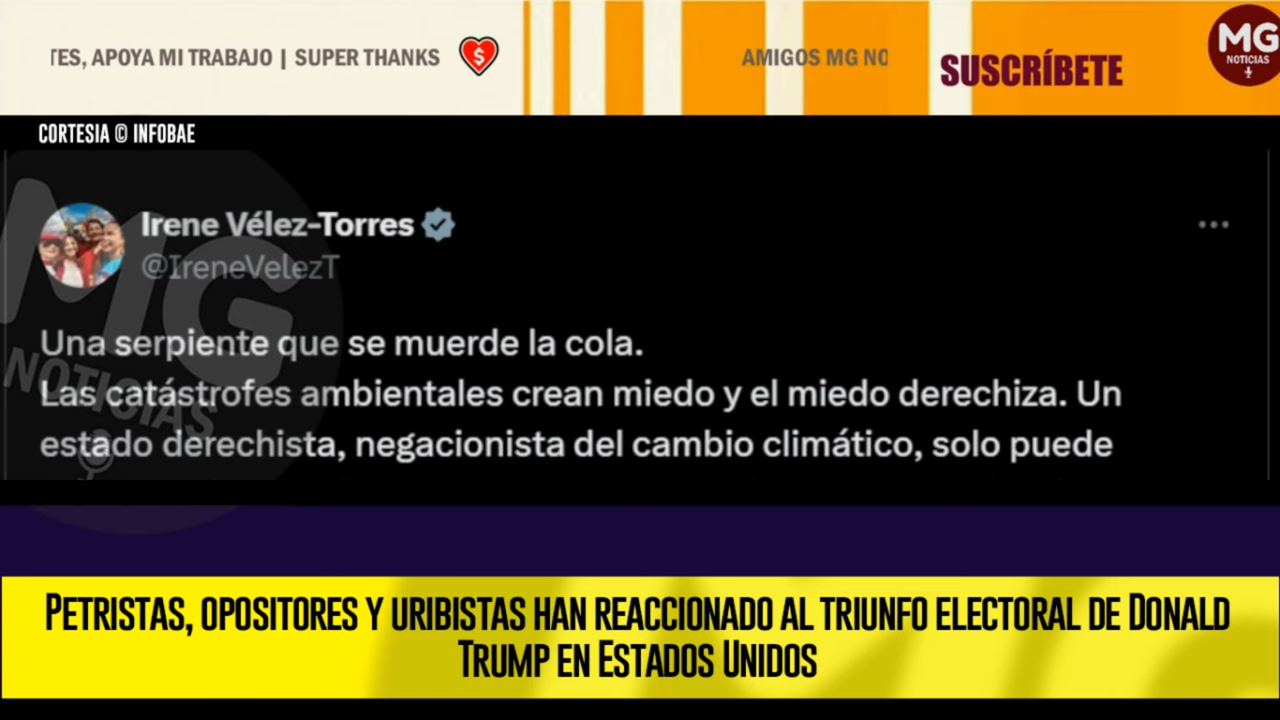 TES, APOYA MI TRABAJO | SUPER THANKS
AMIGOS MG NO
SUSCRÍBETE
MG
NOTICIAS
CORTESIA © INFOBAE
Irene Vélez-Torres
@IreneVelezT
Una serpiente que se muerde la cola.
Las catástrofes ambientales crean miedo y el miedo derechiza. Un
estado derechista, negacionista del cambio climático, solo puede
MG
NOTICIAS
PETRISTAS, OPOSITORES Y URIBISTAS HAN REACCIONADO AL TRIUNFO ELECTORAL DE DONALD
TRUMP EN ESTADOS UNIDOS